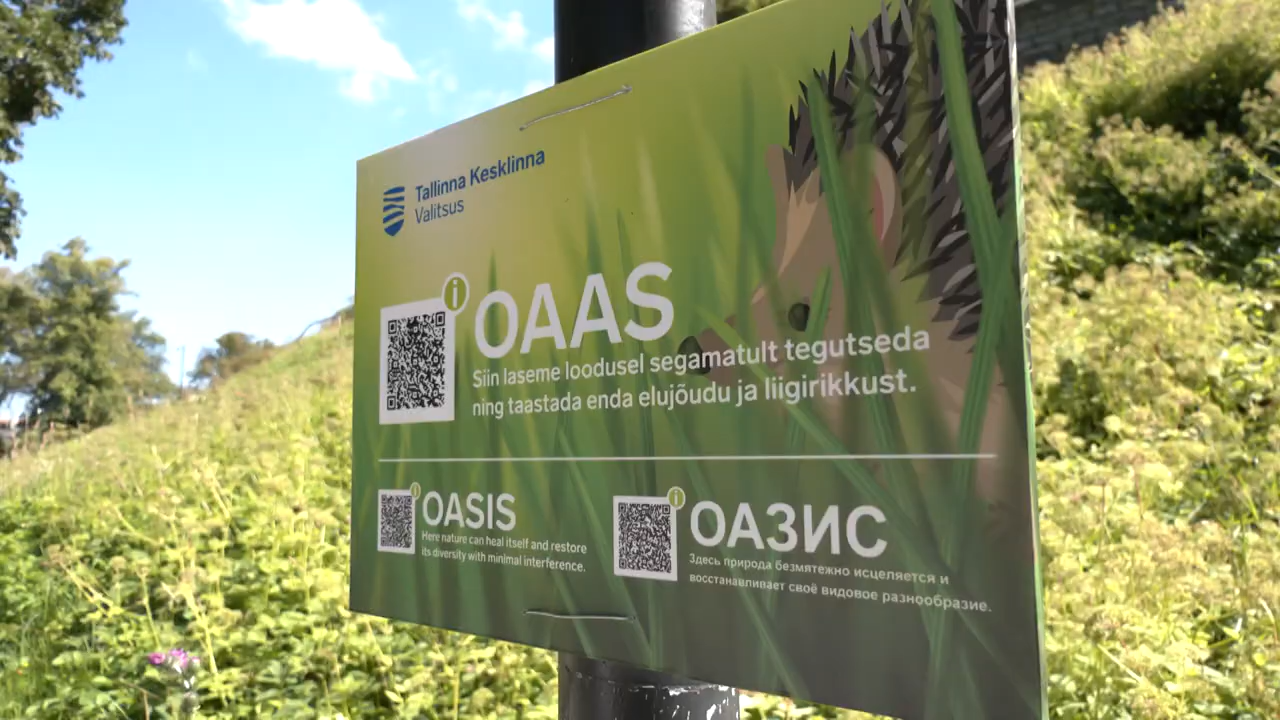 Tallinna Kesklinna
Valitsus
i
OAAS
Siin laseme loodusel segamatult tegutseda
ning taastada enda elujõudu ja liigirikkust.
i
OASIS
Here nature can heal itself and restore
its diversity with minimal interference.
i
ОАЗИС
Здесь природа безмятежно исцеляется и
восстанавливает своё видовое разнообразие.